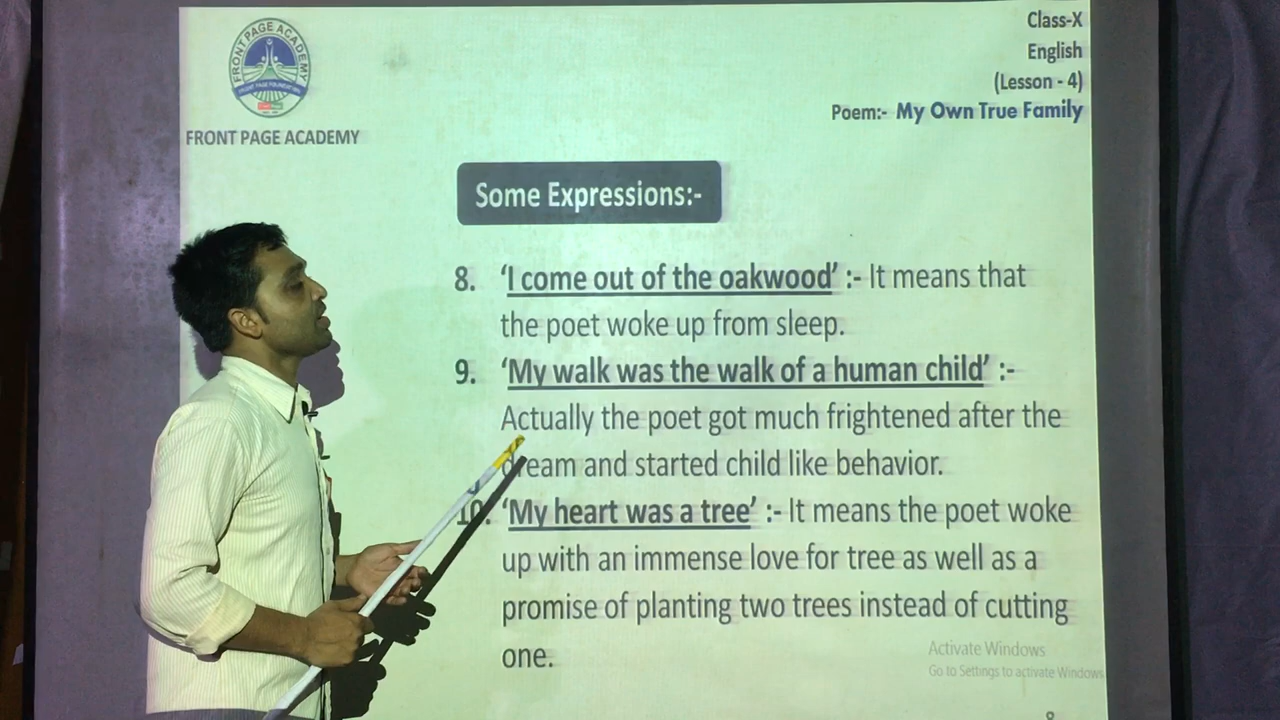 FRONT PAGE ACADEMY
FRONT PAGE FOUNDATION
FRONT PAGE ACADEMY
Class-X
English
(Lesson - 4)
Poem:- My Own True Family
Some Expressions:-
8. ‘I come out of the oakwood’ :- It means that
the poet woke up from sleep.
9. ‘My walk was the walk of a human child’ :-
Actually the poet got much frightened after the
dream and started child like behavior.
10. ‘My heart was a tree’ :- It means the poet woke
up with an immense love for tree as well as a
promise of planting two trees instead of cutting
one.
Activate Windows
Go to Settings to activate Windows
8